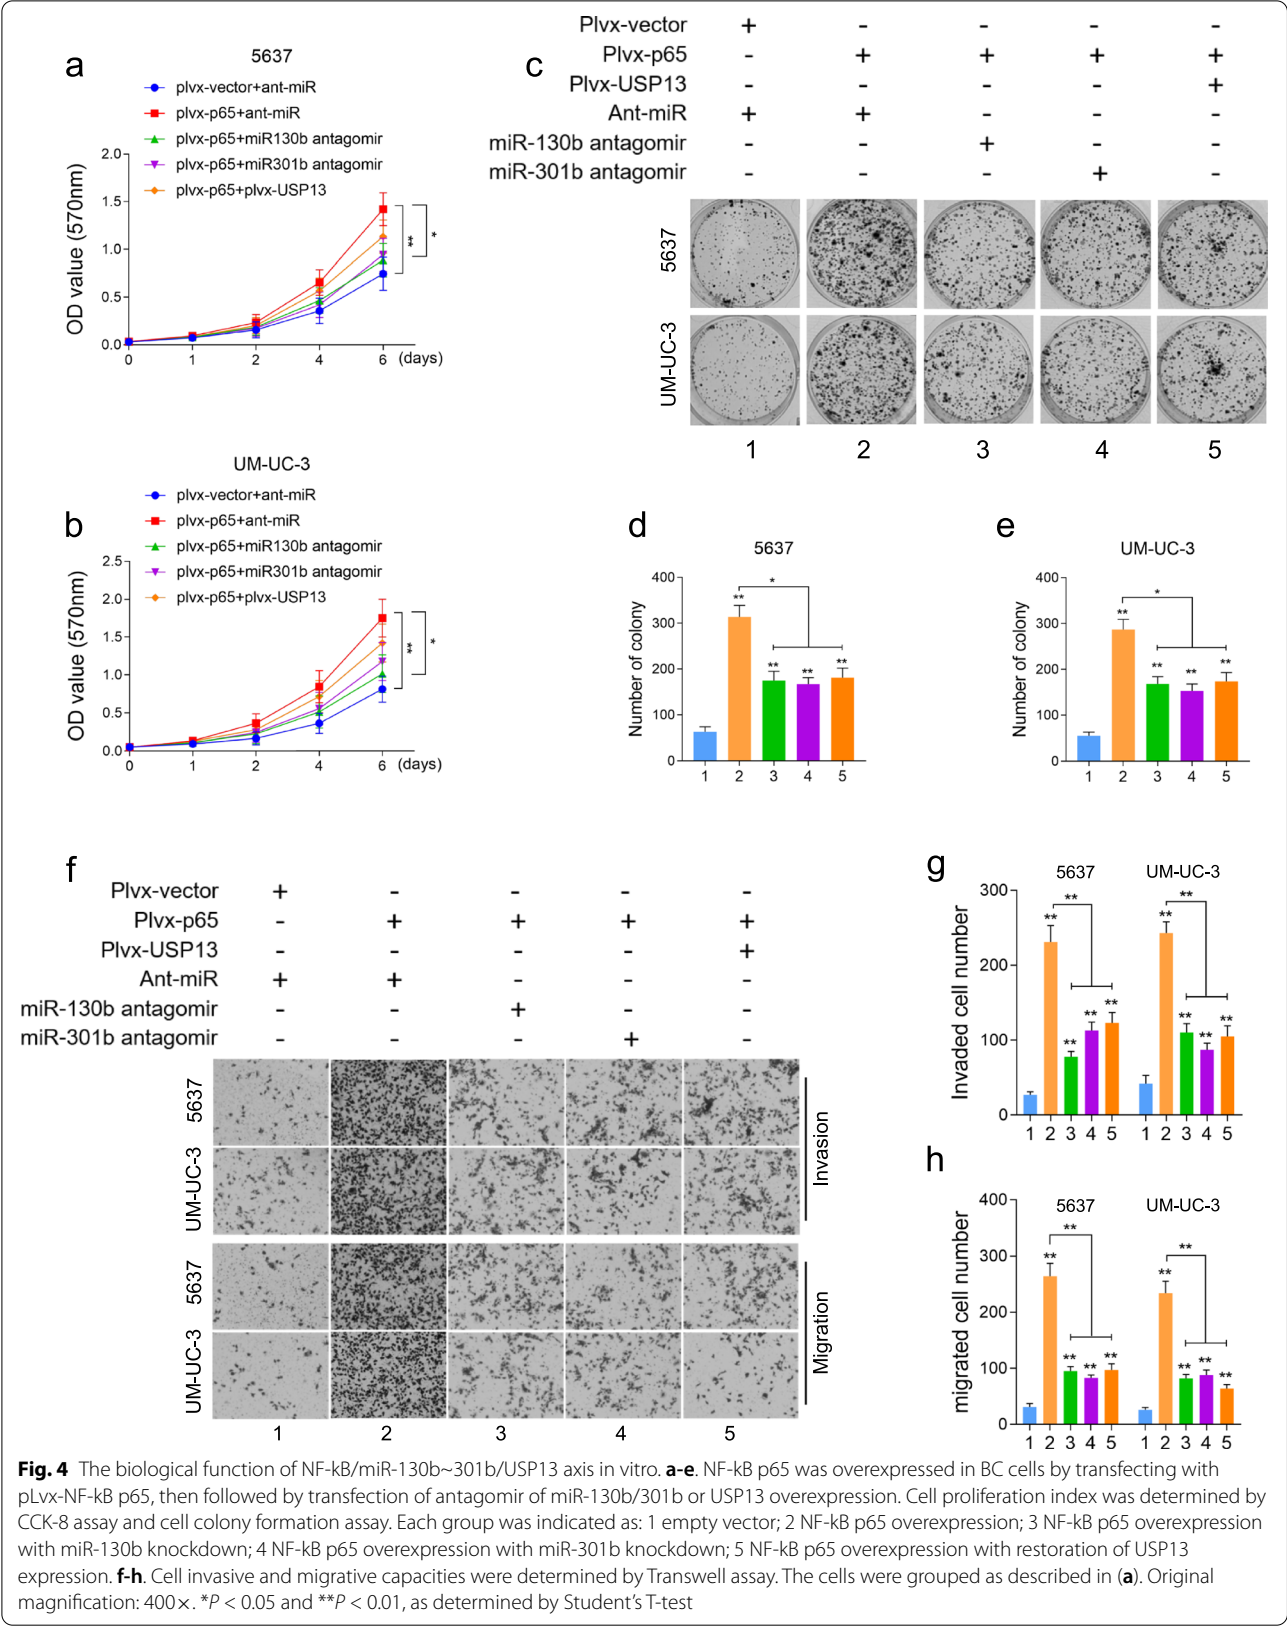 a
5637
plvx-vector+ant-miR
plvx-p65+ant-miR
plvx-p65+miR130b antagomir
plvx-p65+miR301b antagomir
plvx-p65+plvx-USP13
OD value (570nm)
2.0
1.5
1.0
0.5
0.0
0 1 2 4 6 (days)
** *
b
UM-UC-3
plvx-vector+ant-miR
plvx-p65+ant-miR
plvx-p65+miR130b antagomir
plvx-p65+miR301b antagomir
plvx-p65+plvx-USP13
OD value (570nm)
2.5
2.0
1.5
1.0
0.5
0.0
0 1 2 4 6 (days)
** *
c
Plvx-vector + - - - -
Plvx-p65 - + + + +
Plvx-USP13 - - - - +
Ant-miR + + - - -
miR-130b antagomir - - + - -
miR-301b antagomir - - - + -
5637
UM-UC-3
1 2 3 4 5
d
5637
Number of colony
400
300
200
100
0
*
** ** ** **
1 2 3 4 5
e
UM-UC-3
Number of colony
400
300
200
100
0
*
** ** ** **
1 2 3 4 5
f
Plvx-vector + - - - -
Plvx-p65 - + + + +
Plvx-USP13 - - - - +
Ant-miR + + - - -
miR-130b antagomir - - + - -
miR-301b antagomir - - - + -
5637
UM-UC-3
Invasion
5637
UM-UC-3
Migration
1 2 3 4 5
g
5637 UM-UC-3
Invaded cell number
300
200
100
0
** **
** ** ** ** ** ** ** **
1 2 3 4 5 1 2 3 4 5
h
5637 UM-UC-3
migrated cell number
400
300
200
100
0
** **
** ** ** ** ** ** ** **
1 2 3 4 5 1 2 3 4 5
Fig. 4 The biological function of NF-kB/miR-130b~301b/USP13 axis in vitro. a-e. NF-kB p65 was overexpressed in BC cells by transfecting with
pLvx-NF-kB p65, then followed by transfection of antagomir of miR-130b/301b or USP13 overexpression. Cell proliferation index was determined by
CCK-8 assay and cell colony formation assay. Each group was indicated as: 1 empty vector; 2 NF-kB p65 overexpression; 3 NF-kB p65 overexpression
with miR-130b knockdown; 4 NF-kB p65 overexpression with miR-301b knockdown; 5 NF-kB p65 overexpression with restoration of USP13
expression. f-h. Cell invasive and migrative capacities were determined by Transwell assay. The cells were grouped as described in (a). Original
magnification: 400×. *P < 0.05 and **P < 0.01, as determined by Student's T-test